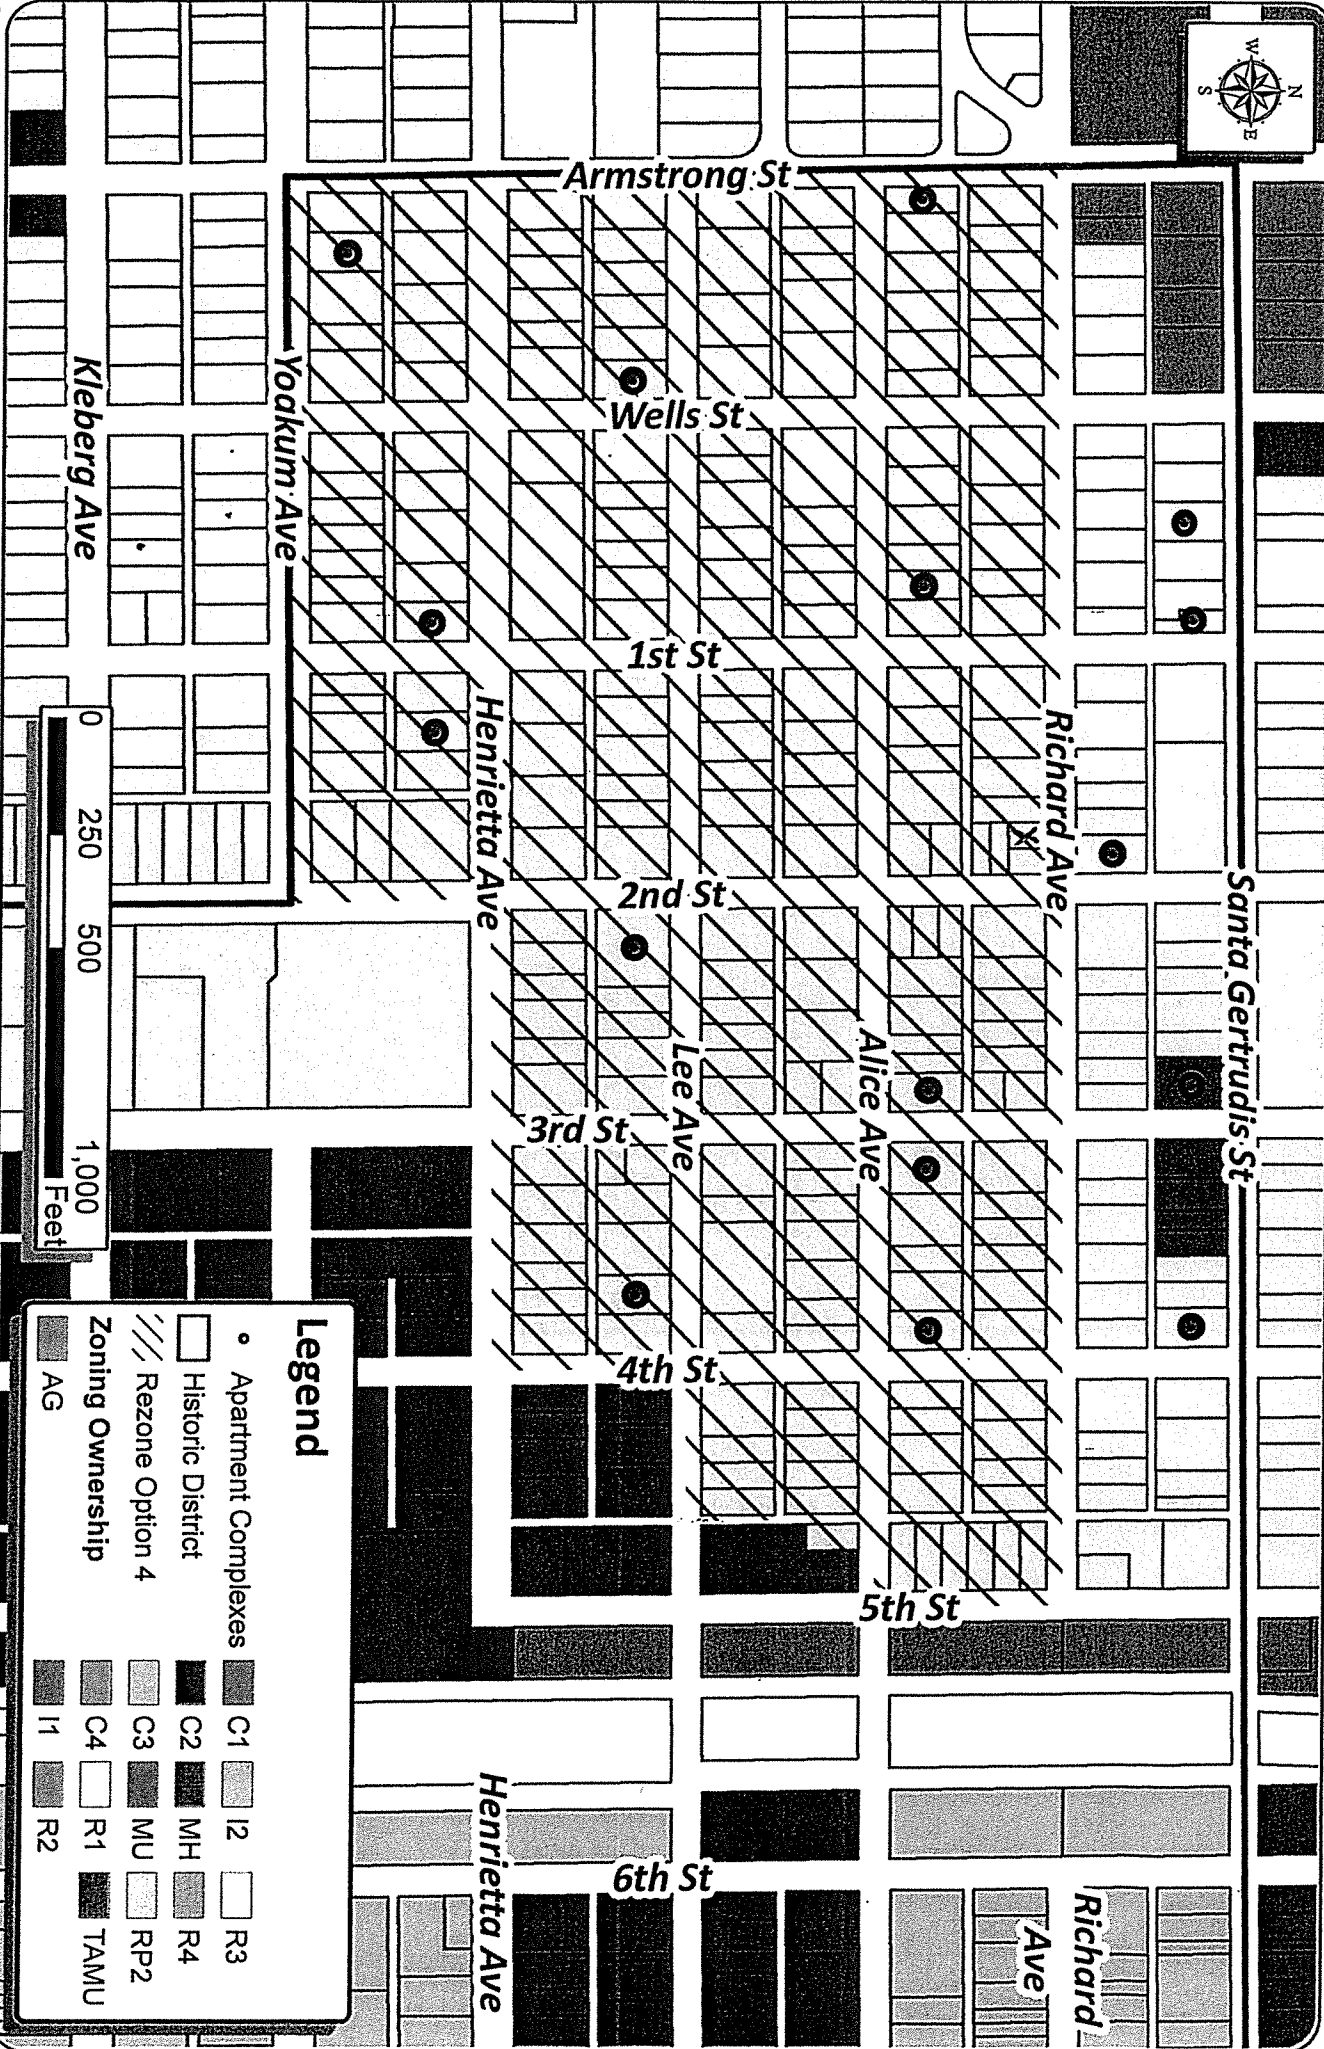 W
N
S
E
Armstrong St
Wells St
Kleberg Ave
Yoakum Ave
1st St
Henrietta Ave
Richard Ave
2nd St
Santa Gertrudis St
Lee Ave
Alice Ave
3rd St
4th St
5th St
6th St
Henrietta Ave
Richard
Ave
0 250 500 1,000
Feet
Legend
Apartment Complexes
Historic District
Rezone Option 4
Zoning Ownership
AG
C1
C2
C3
C4
I1
I2
MH
MU
R1
R2
R3
R4
RP2
TAMU